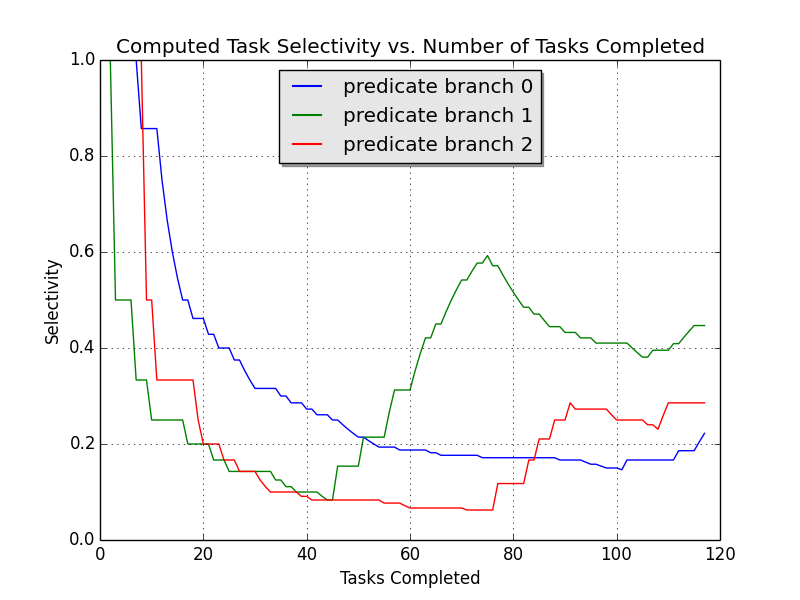 Computed Task Selectivity vs. Number of Tasks Completed
predicate branch 0
predicate branch 1
predicate branch 2
1.0
0.8
0.6
0.4
0.2
0.0
Selectivity
0 20 40 60 80 100 120
Tasks Completed